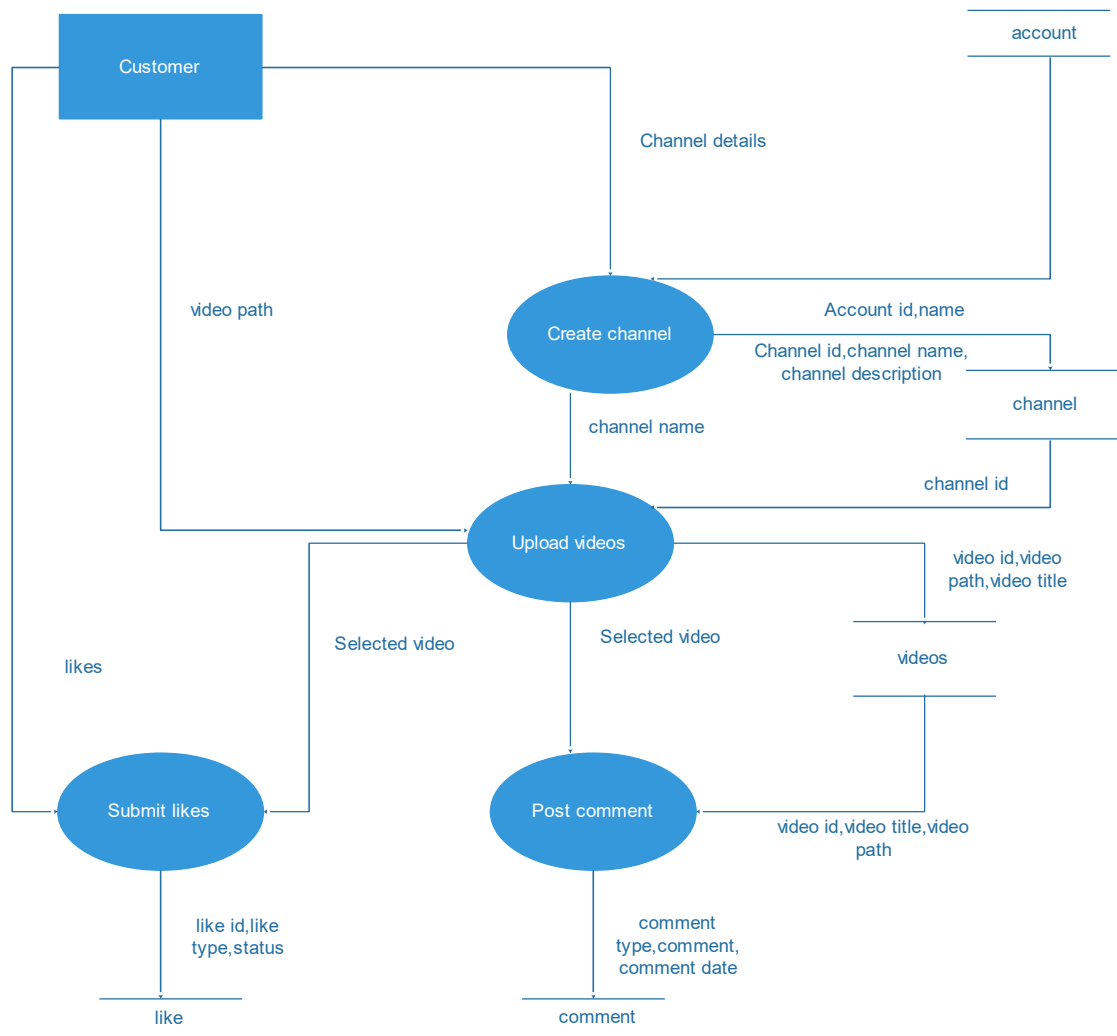 account
Customer
Channel details
video path
Account id,name
Create channel
Channel id,channel name,
channel description
channel
channel name
channel id
Upload videos
video id,video
path,video title
Selected video
Selected video
videos
likes
Submit likes
Post comment
video id,video title,video
path
like id,like
type,status
comment
type,comment,
comment date
like
comment